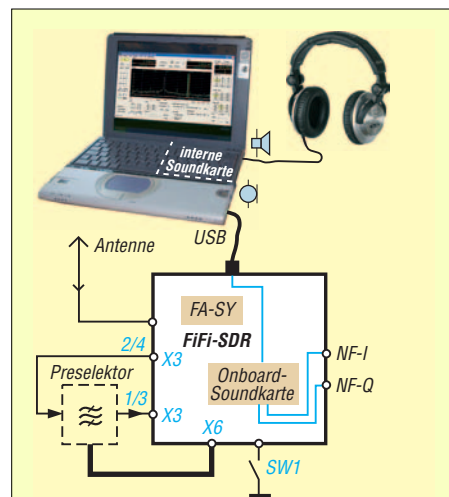 interne
Soundkarte
USB
Antenne
FA-SY
FiFi-SDR
2/4
X3
Preselektor
Onboard-
Soundkarte
NF-I
NF-Q
1/3
X3
X6
SW1